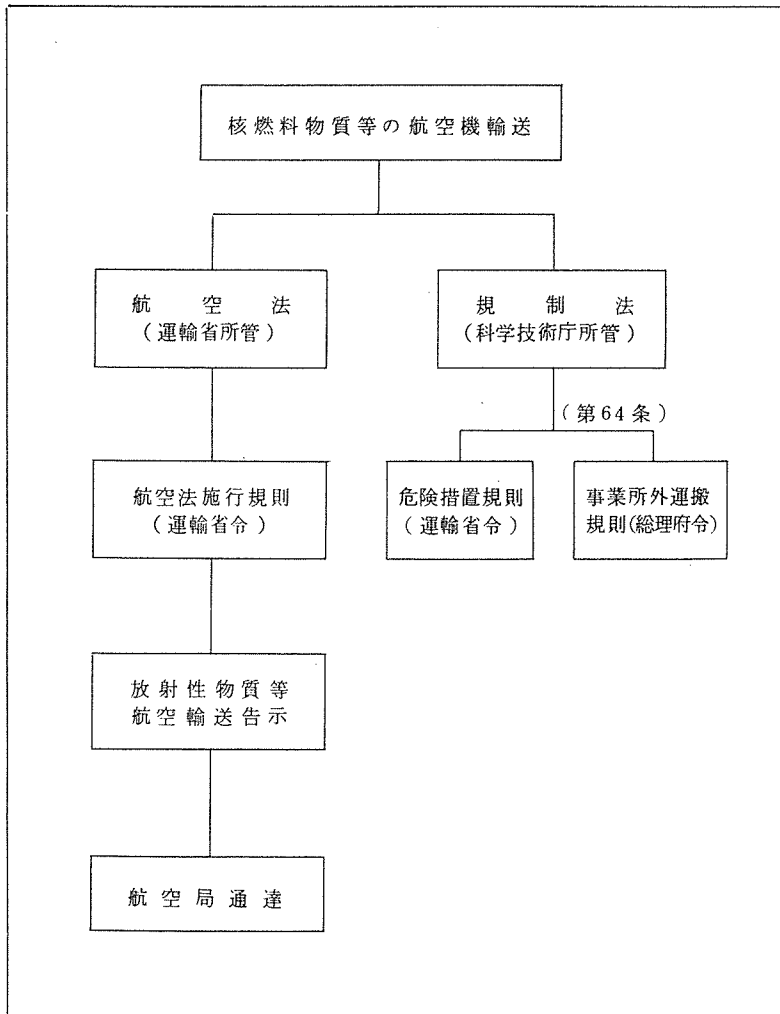 核燃料物質等の航空機輸送
航空法
(運輸省所管)
規制法
(科学技術庁所管)
(第64条)
航空法施行規則
(運輸省令)
危険措置規則
(運輸省令)
事業所外運搬
規則(総理府令)
放射性物質等
航空輸送告示
航空局通達